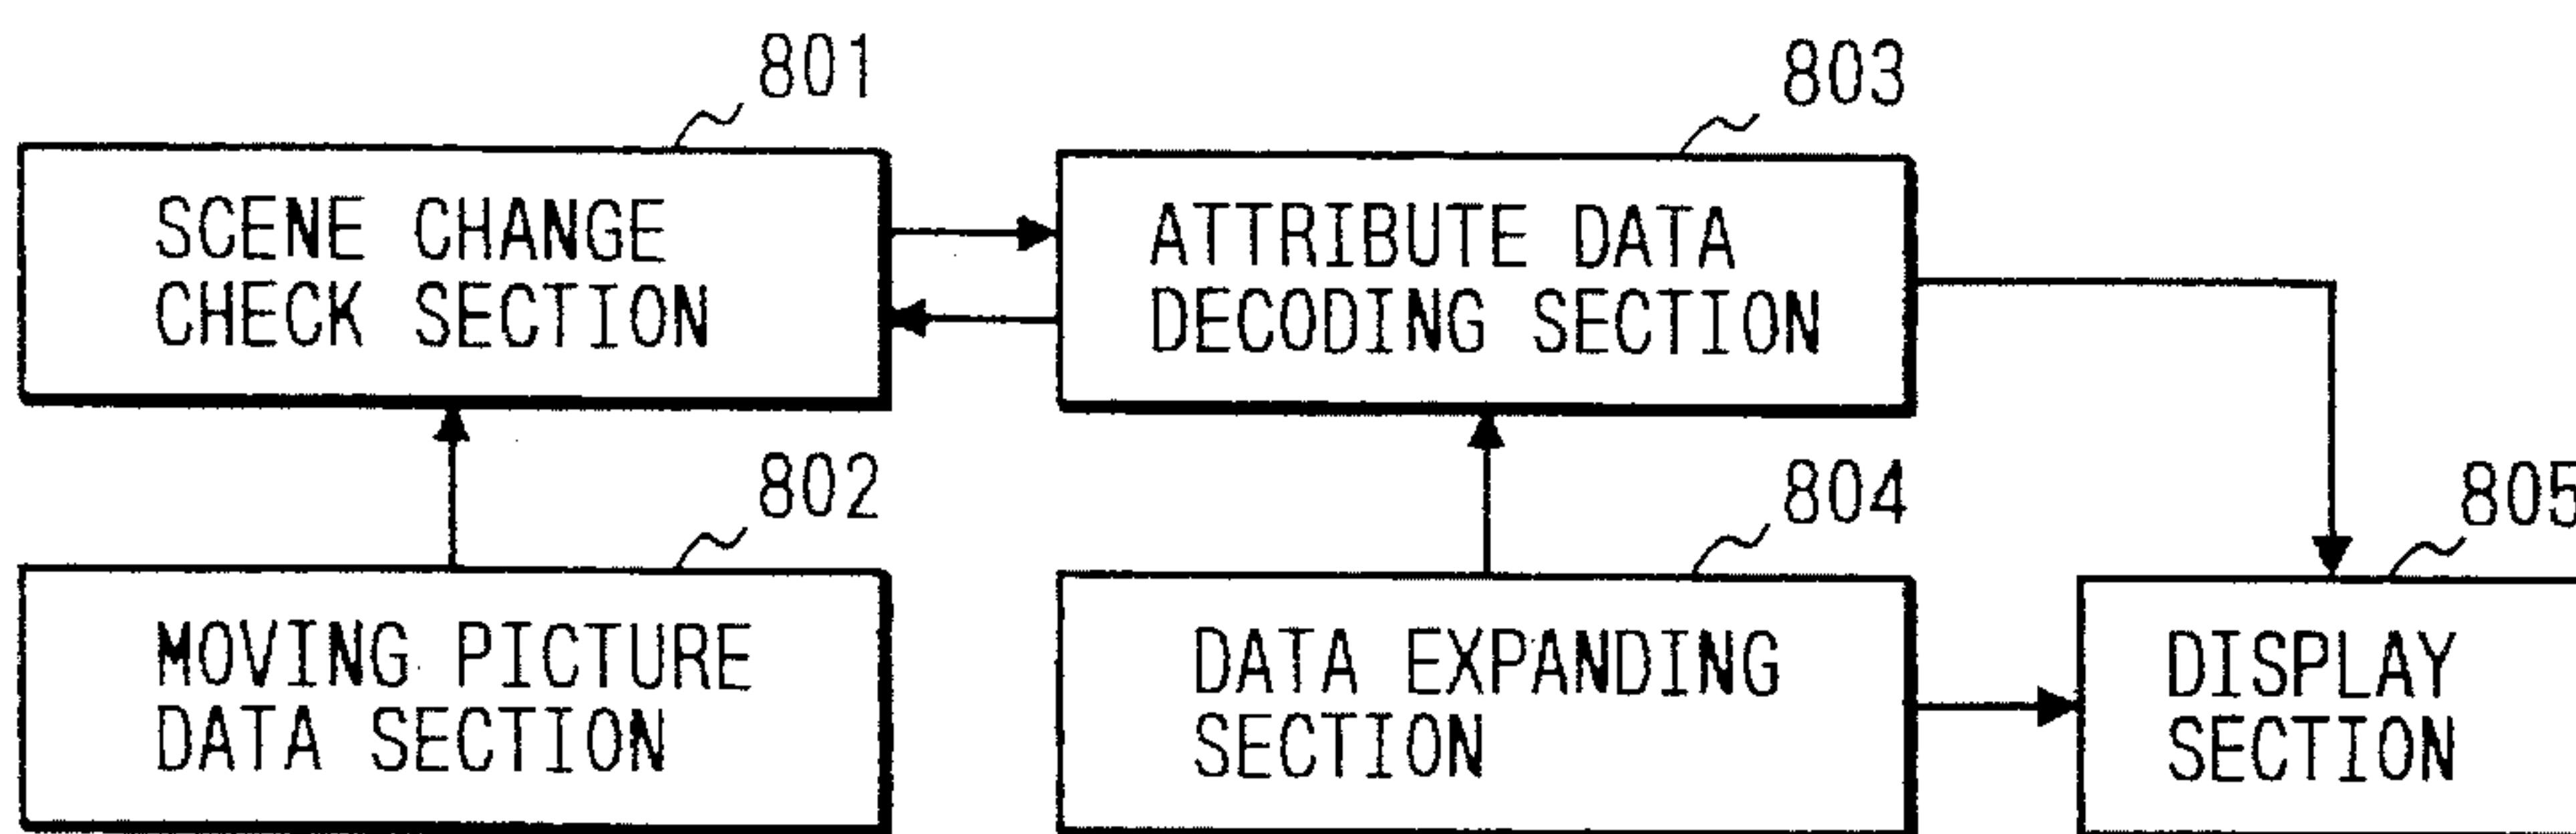 801
803
SCENE CHANGE
CHECK SECTION
ATTRIBUTE DATA
DECODING SECTION
802
804
805
MOVING PICTURE
DATA SECTION
DATA EXPANDING
SECTION
DISPLAY
SECTION